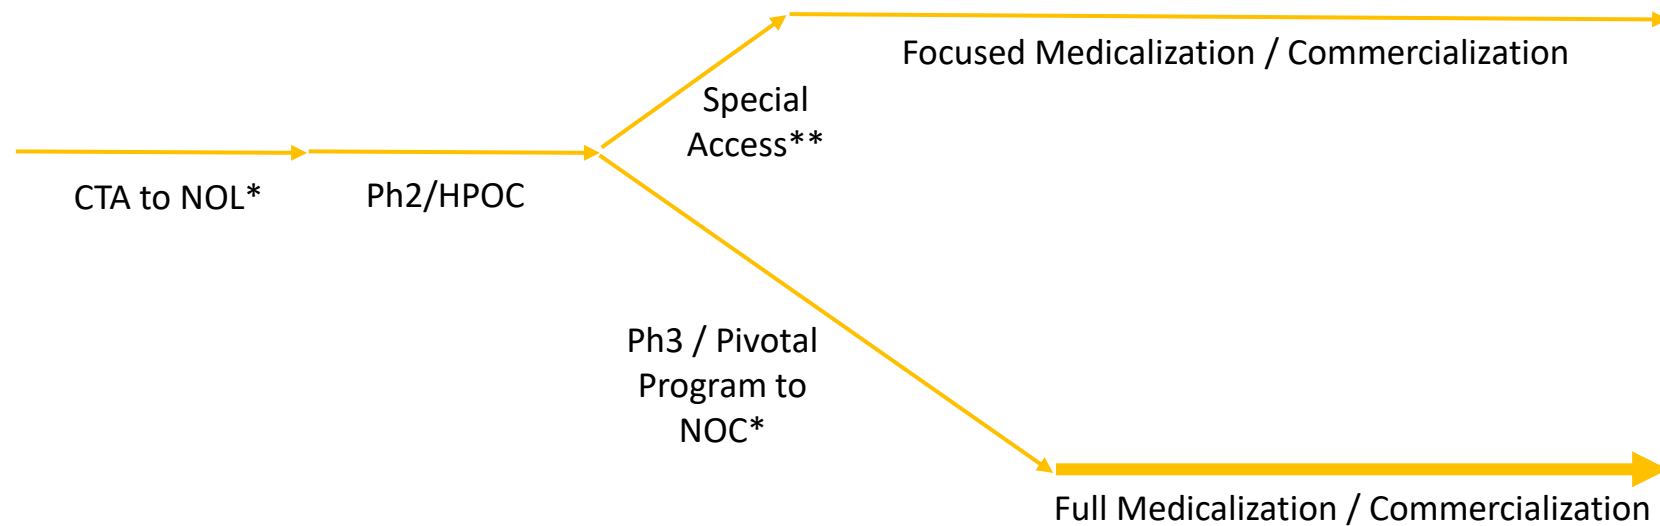 Focused Medicalization / Commercialization
Special
Access**
CTA to NOL*
Ph2/HPOC
Ph3 / Pivotal
Program to
NOC*
Full Medicalization / Commercialization